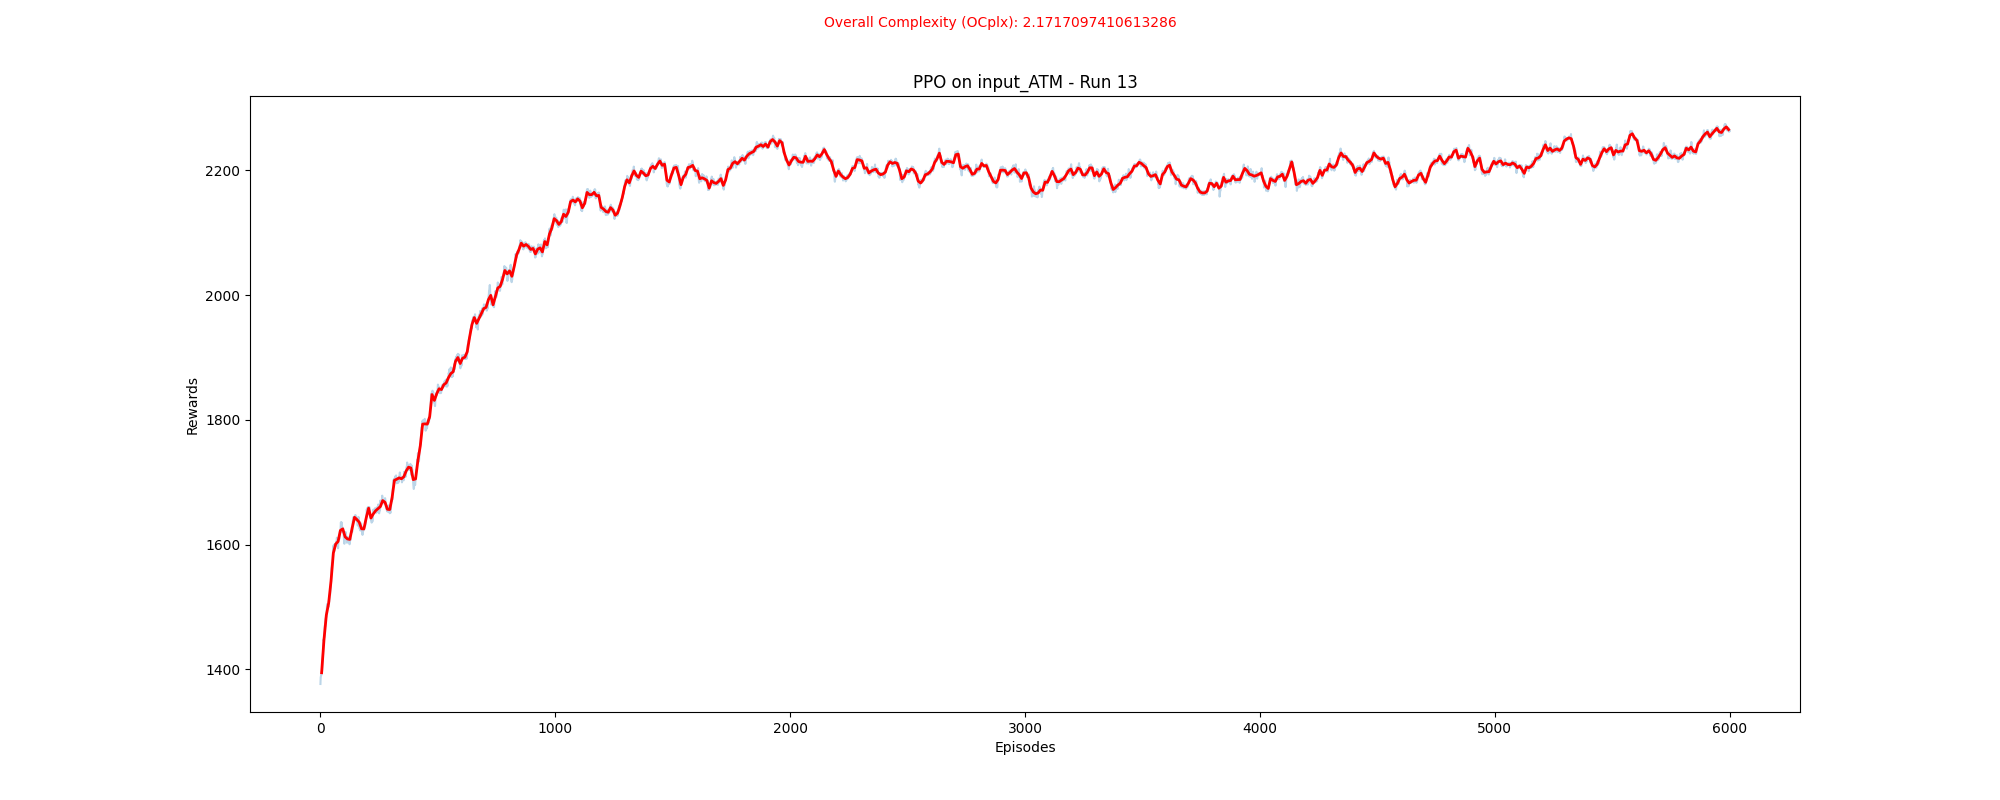 Overall Complexity (OCplx): 2.1717097410613286
PPO on input_ATM - Run 13
Rewards
2200
2000
1800
1600
1400
0 1000 2000 3000 4000 5000 6000
Episodes